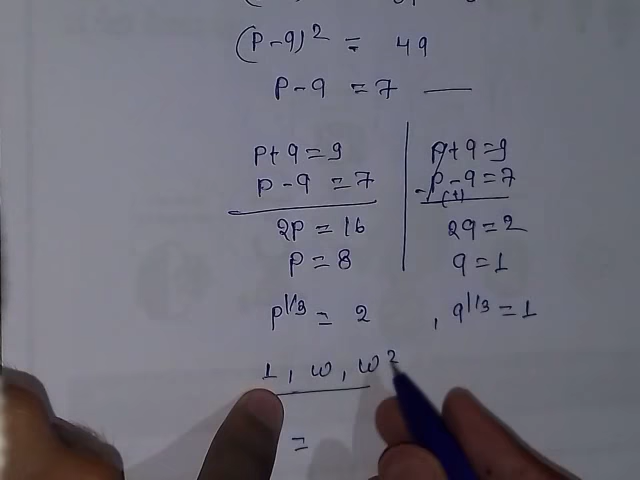 (P-q)² = 49
P-q = 7
P+q=9
P-q = 7
2P = 16
P = 8
P^1/3 = 2
P+q=9
-P-q=7
(+)
2q=2
q=1
, q^1/3 = 1
1, ω, ω²
=